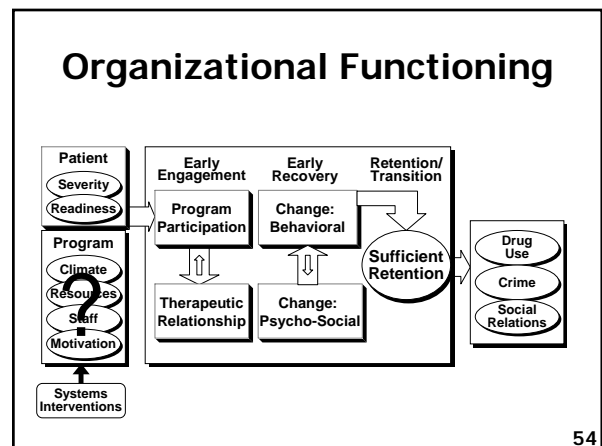 Organizational Functioning
Patient
Severity
Readiness
Program
Climate
Resources
Staff
Motivation
?
Systems
Interventions
Early
Engagement
Program
Participation
Therapeutic
Relationship
Early
Recovery
Change:
Behavioral
Change:
Psycho-Social
Retention/
Transition
Sufficient
Retention
Drug
Use
Crime
Social
Relations
54